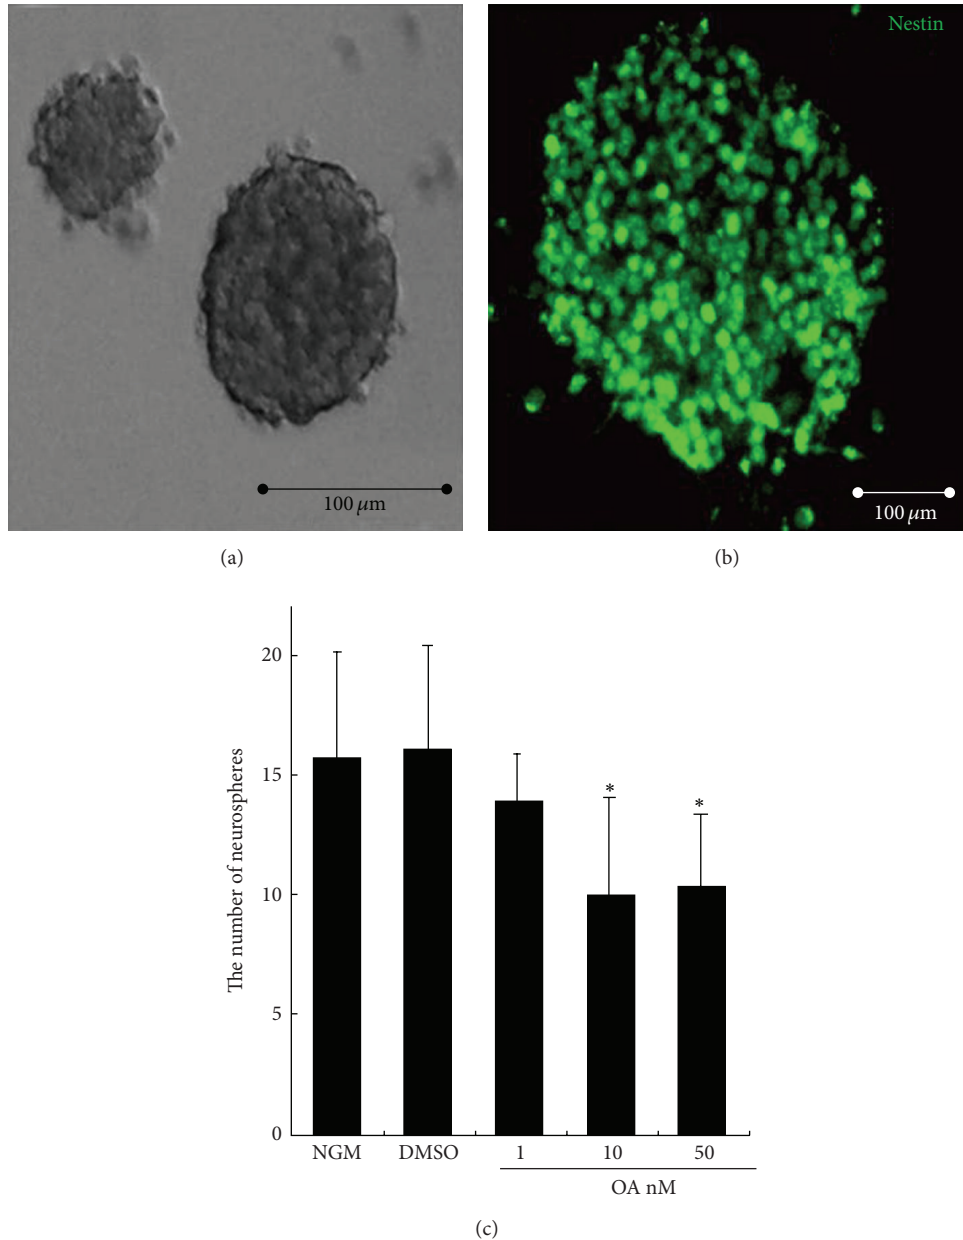 Nestin
100 μm
100 μm
(a)
(b)
The number of neurospheres
20
15
10
5
0
*
*
NGM DMSO 1 10 50
OA nM
(c)